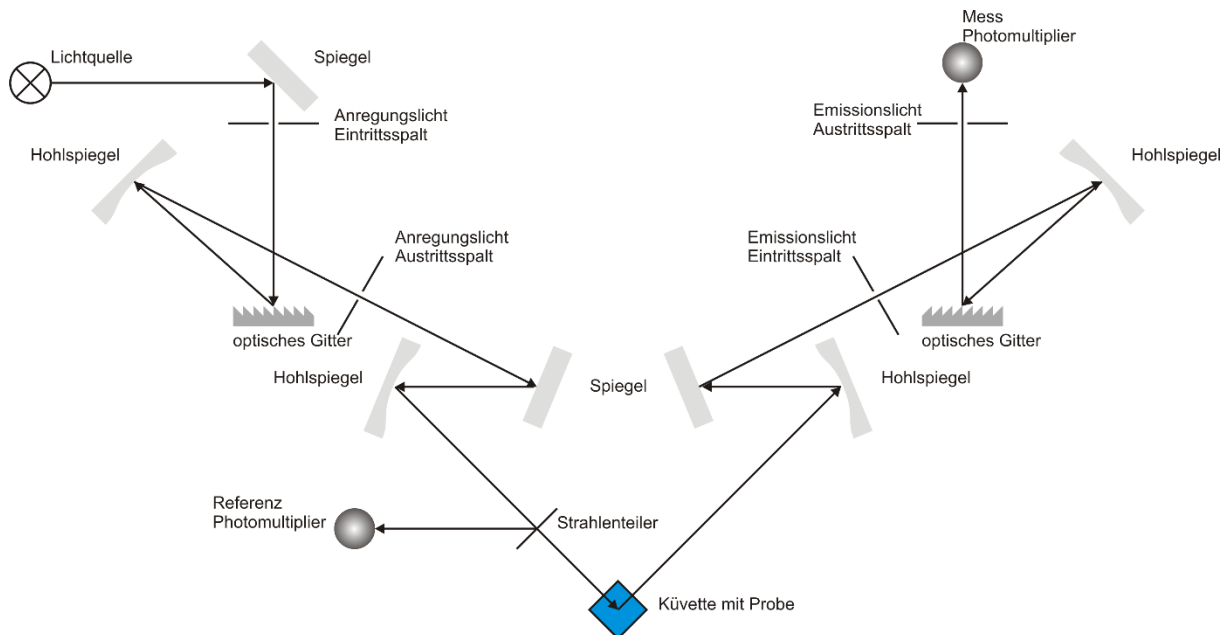 Lichtquelle
Spiegel
Mess
Photomultiplier
Anregungslicht
Eintrittsspalt
Emissionslicht
Austrittsspalt
Hohlspiegel
Hohlspiegel
Anregungslicht
Austrittsspalt
Emissionslicht
Eintrittsspalt
optisches Gitter
optisches Gitter
Hohlspiegel
Spiegel
Hohlspiegel
Referenz
Photomultiplier
Strahlenteiler
Küvette mit Probe